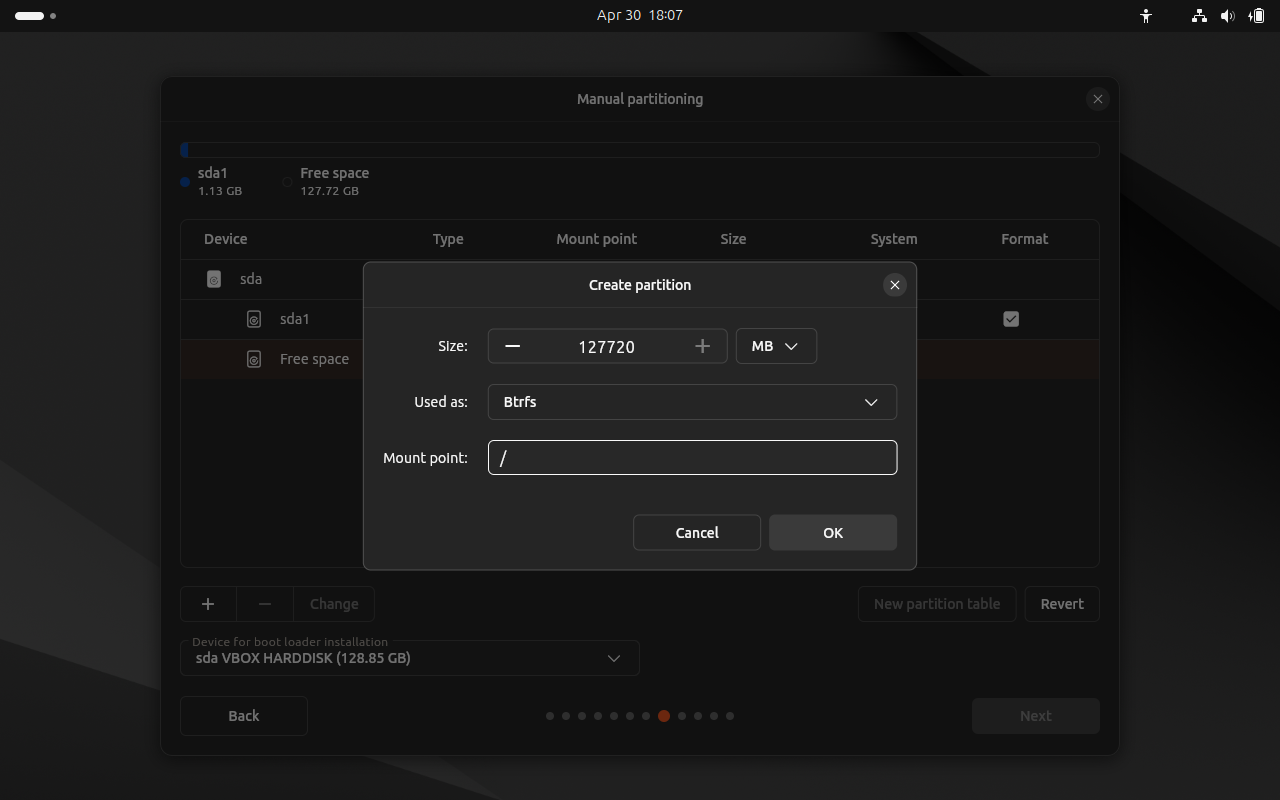 Apr 30 18:07
Manual partitioning
sda1
1.13 GB
Free space
127.72 GB
Device Type Mount point Size System Format
sda
sda1
Free space
Create partition
Size: 127720 MB
Used as: Btrfs
Mount point: /
Cancel OK
+ − Change New partition table Revert
Device for boot loader installation
sda VBOX HARDDISK (128.85 GB)
Back Next